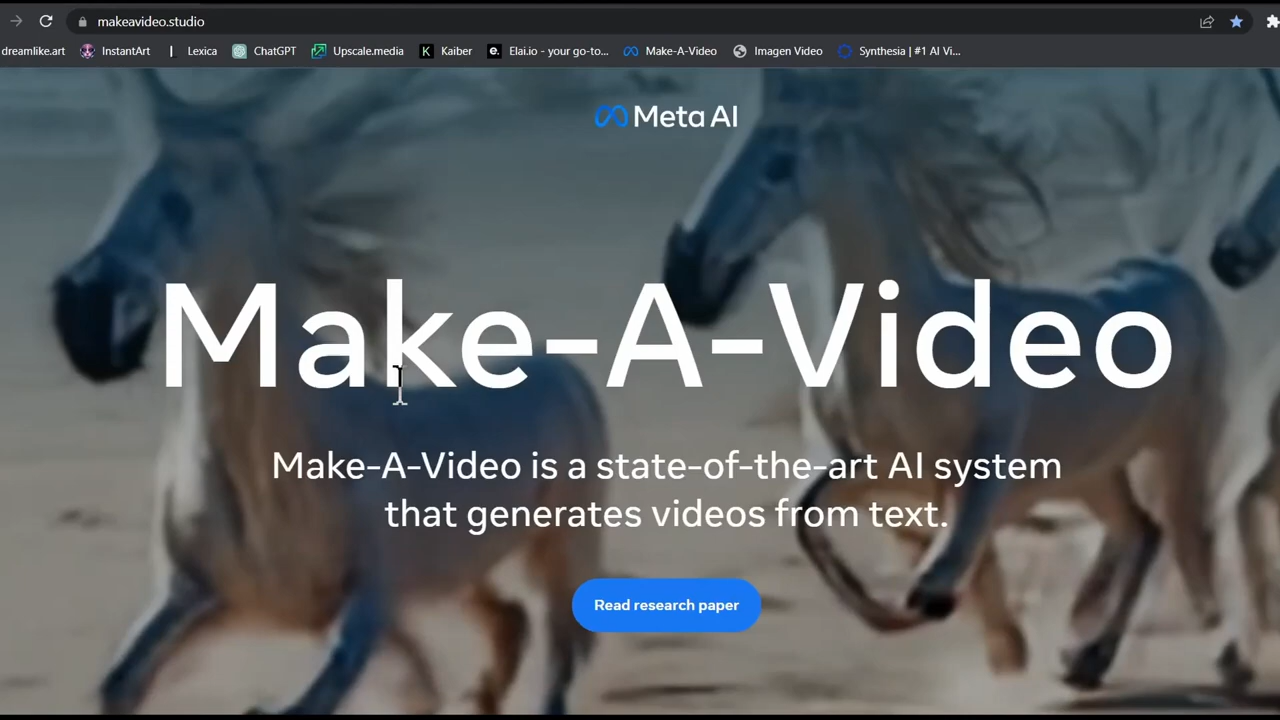 makeavideo.studio
dreamlike.art InstantArt Lexica ChatGPT Upscale.media Kaiber Elai.io - your go-to... Make-A-Video Imagen Video Synthesia | #1 AI Vi...
Meta AI
Make-A-Video
Make-A-Video is a state-of-the-art AI system
that generates videos from text.
Read research paper